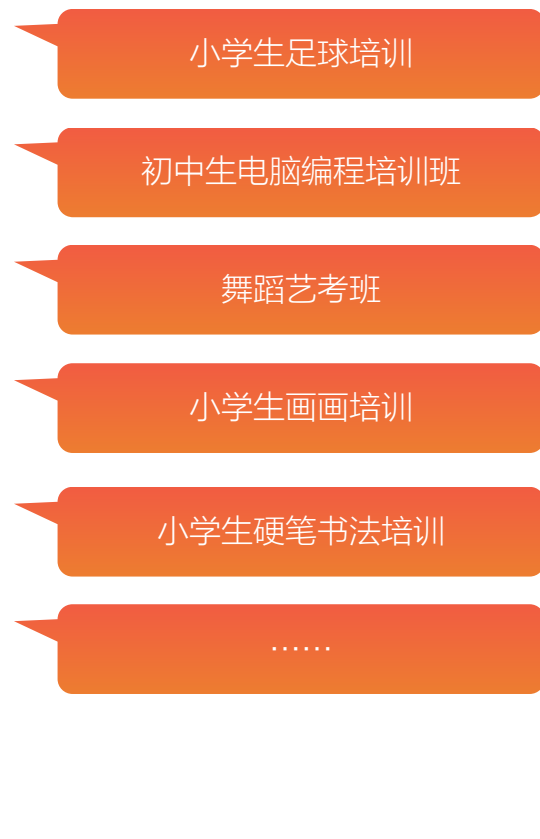 小学生足球培训
初中生电脑编程培训班
舞蹈艺考班
小学生画画培训
小学生硬笔书法培训
……